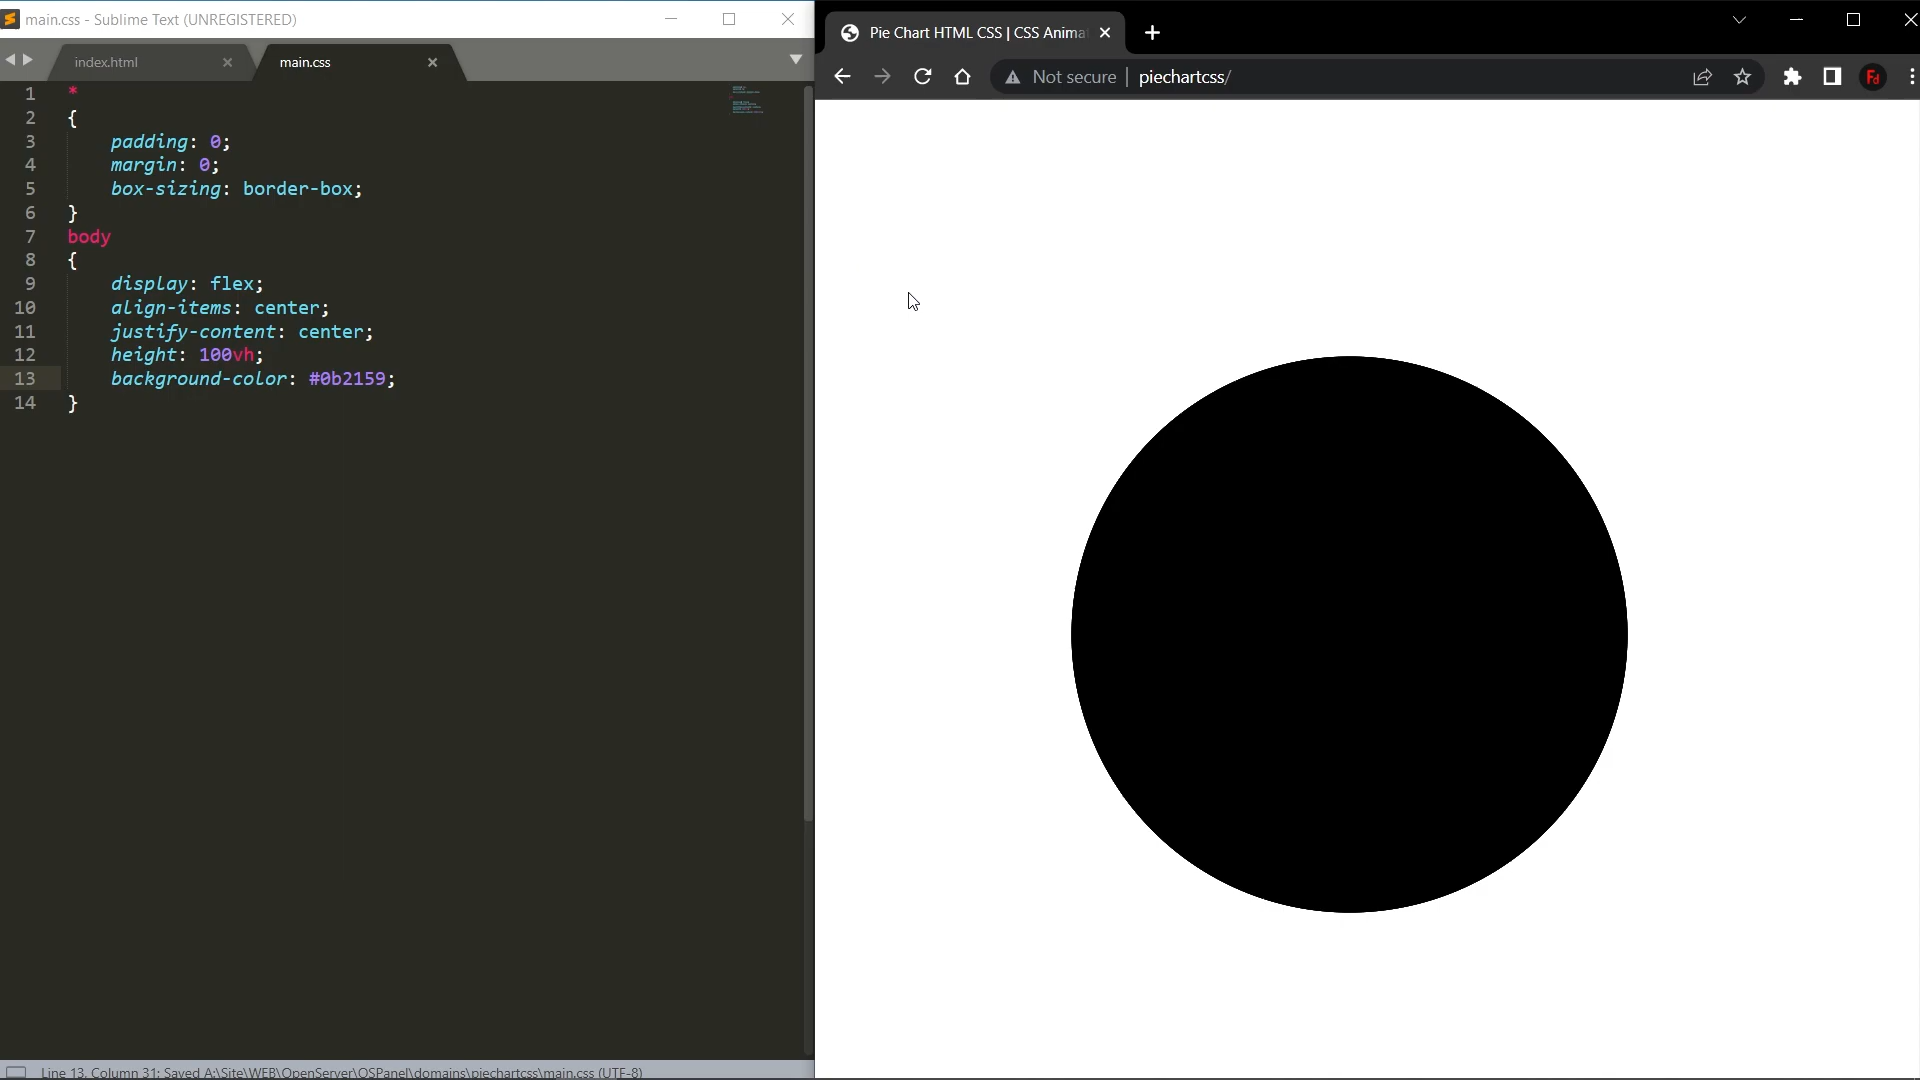 main.css - Sublime Text (UNREGISTERED)
index.html
main.css
1 *
2 {
3 padding: 0;
4 margin: 0;
5 box-sizing: border-box;
6 }
7 body
8 {
9 display: flex;
10 align-items: center;
11 justify-content: center;
12 height: 100vh;
13 background-color: #0b2159;
14 }
Line 13, Column 31; Saved A:\Site\WEB\OpenServer\OSPanel\domains\piechartcss\main.css (UTF-8)
Pie Chart HTML CSS | CSS Anima
Not secure | piechartcss/
Fd